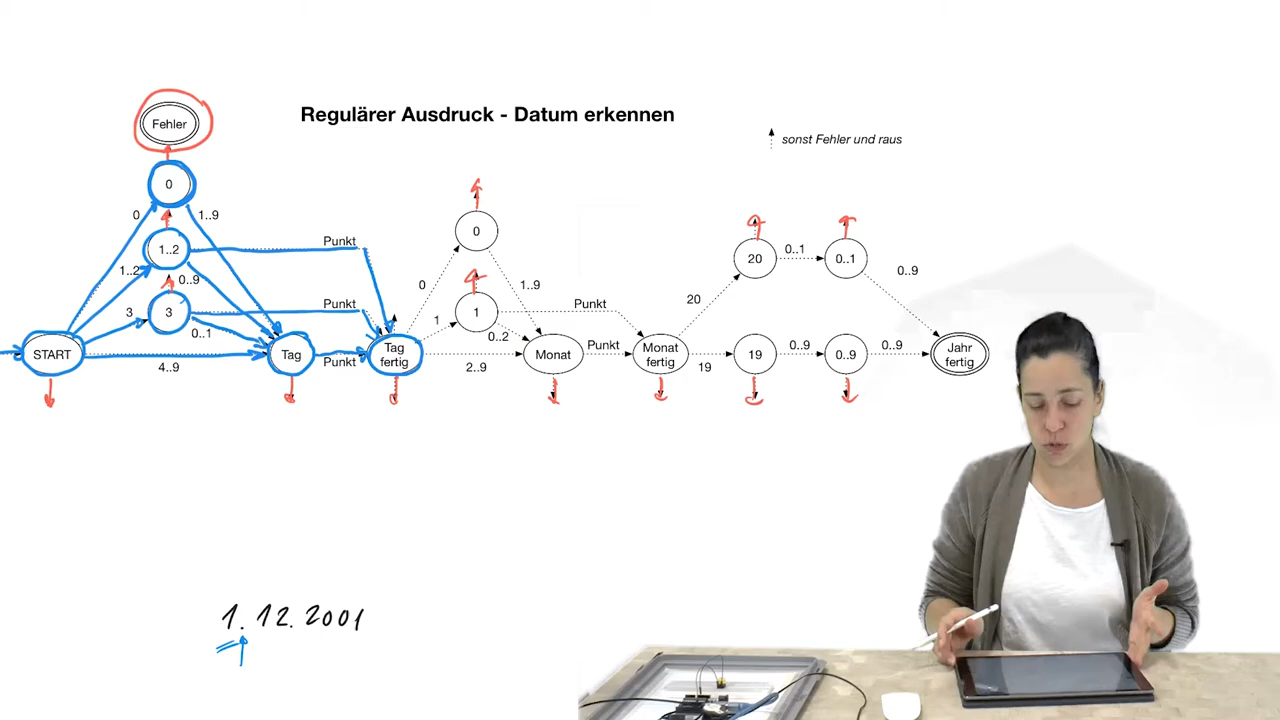 Regulärer Ausdruck - Datum erkennen
sonst Fehler und raus
Fehler
0
0
1..9
1..2
1..2
0..9
Punkt
3
3
0..1
Punkt
START
4..9
Tag
Punkt
Tag
fertig
0
0
1..9
1
1
0..2
Punkt
2..9
Monat
Punkt
Monat
fertig
20
20
0..1
0..1
0..9
19
19
0..9
0..9
0..9
Jahr
fertig
1.12.2001